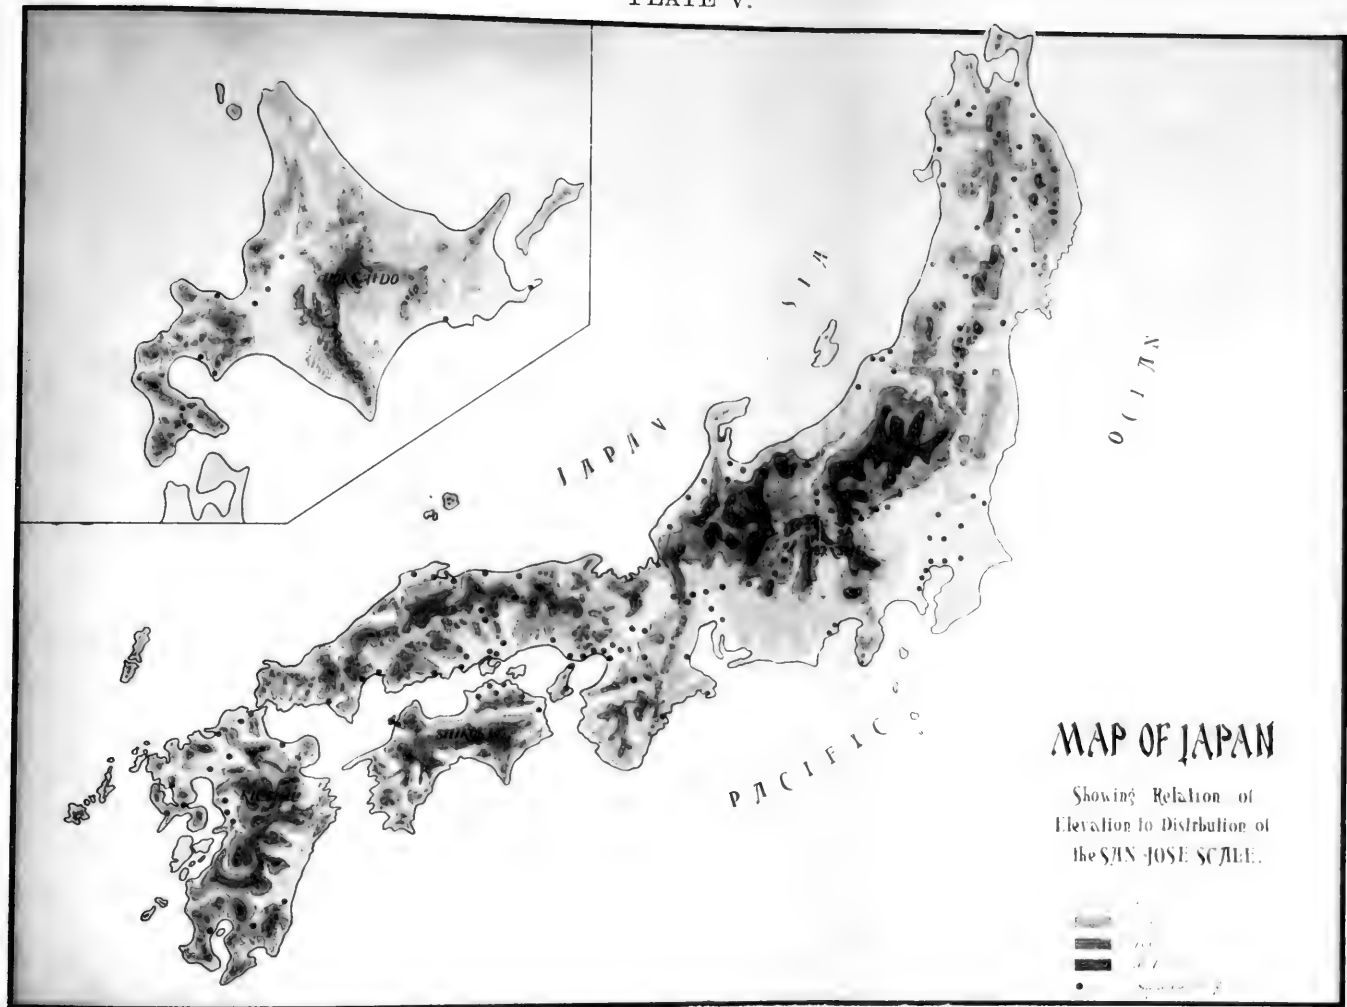 PLATE V.
HOKKAIDO
JAPAN
SEA
OCEAN
SHIKOKU
KIUSHIU
PACIFIC
MAP OF JAPAN
Showing Relation of
Elevation to Distribution of
the SAN JOSE SCALE.